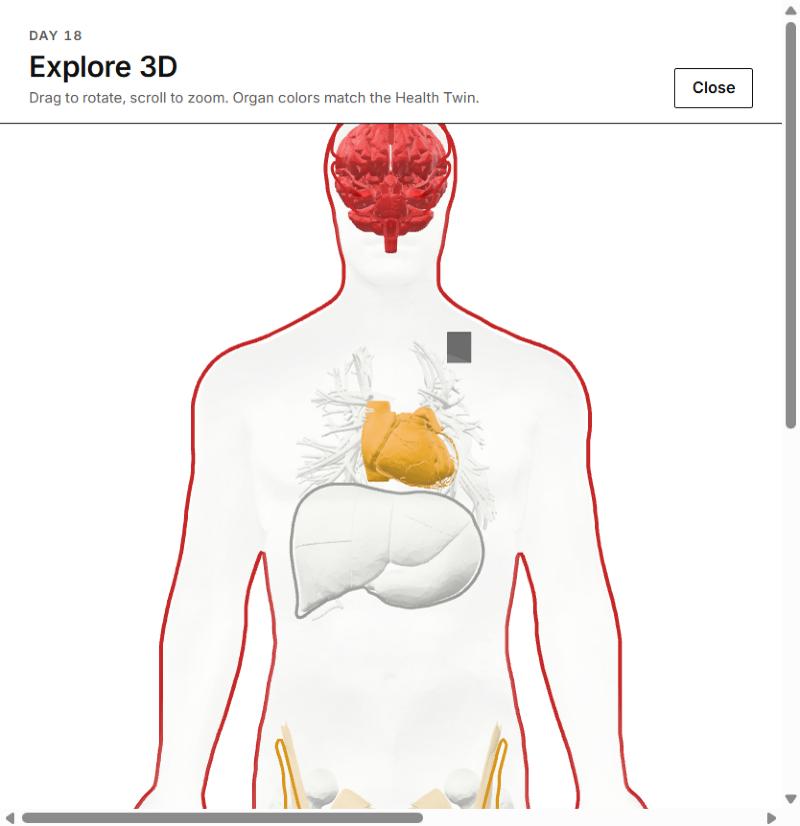 DAY 18
Explore 3D
Drag to rotate, scroll to zoom. Organ colors match the Health Twin.
Close